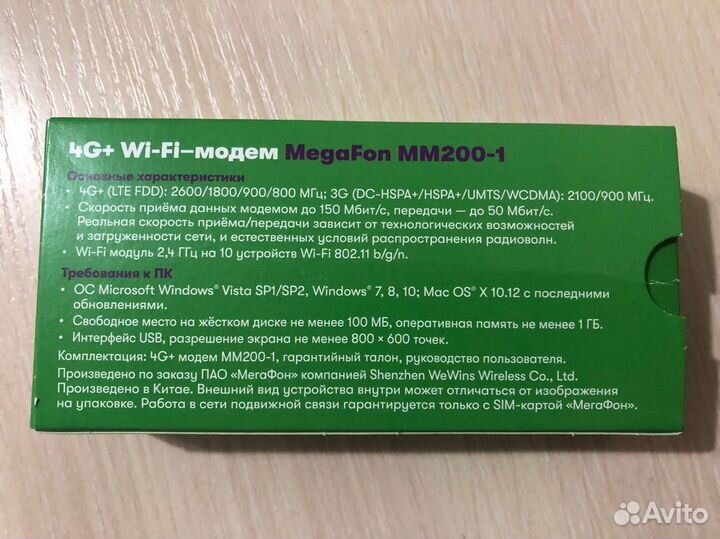 4G+ Wi-Fi–модем MegaFon MM200-1
Основные характеристики
• 4G+ (LTE FDD): 2600/1800/900/800 МГц; 3G (DC-HSPA+/HSPA+/UMTS/WCDMA): 2100/900 МГц.
• Скорость приёма данных модемом до 150 Мбит/с, передачи — до 50 Мбит/с.
Реальная скорость приёма/передачи зависит от технологических возможностей
и загруженности сети, и естественных условий распространения радиоволн.
• Wi-Fi модуль 2,4 ГГц на 10 устройств Wi-Fi 802.11 b/g/n.
Требования к ПК
• ОС Microsoft Windows® Vista SP1/SP2, Windows® 7, 8, 10; Mac OS® X 10.12 с последними
обновлениями.
• Свободное место на жёстком диске не менее 100 МБ, оперативная память не менее 1 ГБ.
• Интерфейс USB, разрешение экрана не менее 800 × 600 точек.
Комплектация: 4G+ модем MM200-1, гарантийный талон, руководство пользователя.
Произведено по заказу ПАО «МегаФон» компанией Shenzhen WeWins Wireless Co., Ltd.
Произведено в Китае. Внешний вид устройства внутри может отличаться от изображения
на упаковке. Работа в сети подвижной связи гарантируется только с SIM-картой «МегаФон».
Avito